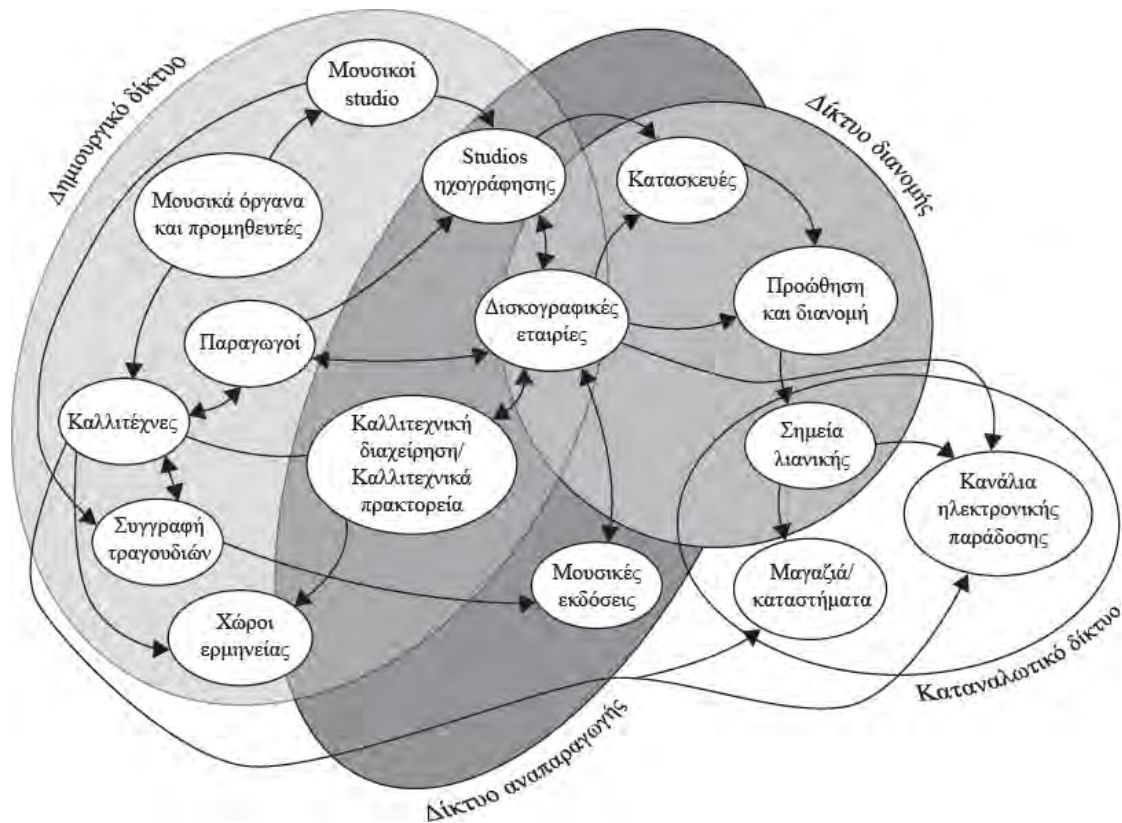 Δημιουργικό δίκτυο
Μουσικοί
studio
Studios
ηχογράφησης
Κατασκευές
Δίκτυο διανομής
Μουσικά όργανα
και προμηθευτές
Παραγωγοί
Δισκογραφικές
εταιρίες
Προώθηση
και διανομή
Καλλιτέχνες
Καλλιτεχνική
διαχείρηση/
Καλλιτεχνικά
πρακτορεία
Σημεία
λιανικής
Κανάλια
ηλεκτρονικής
παράδοσης
Συγγραφή
τραγουδιών
Μουσικές
εκδόσεις
Μαγαζιά/
καταστήματα
Χώροι
ερμηνείας
Καταναλωτικό δίκτυο
Δίκτυο αναπαραγωγής